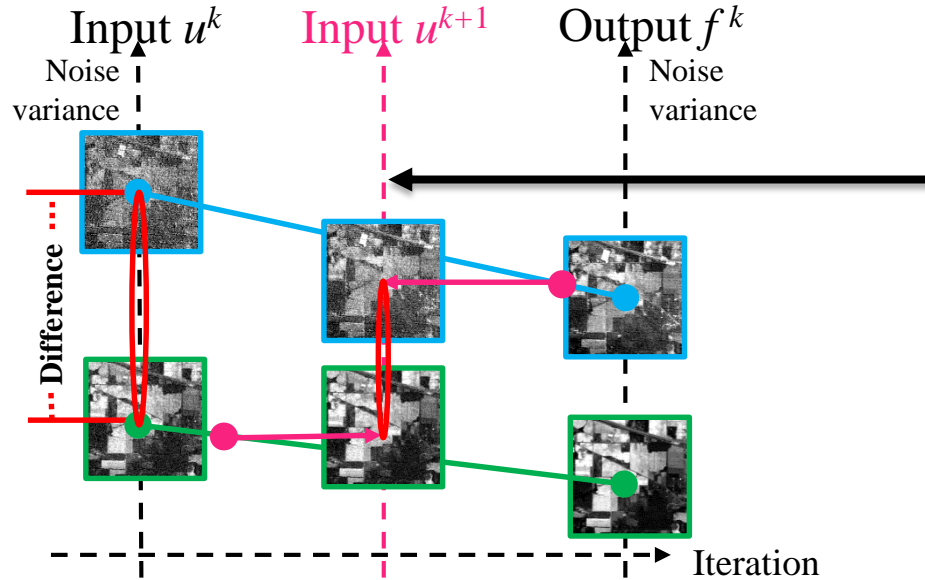 Input u^k
Input u^{k+1}
Output f^k
Noise
variance
Noise
variance
Difference
Iteration